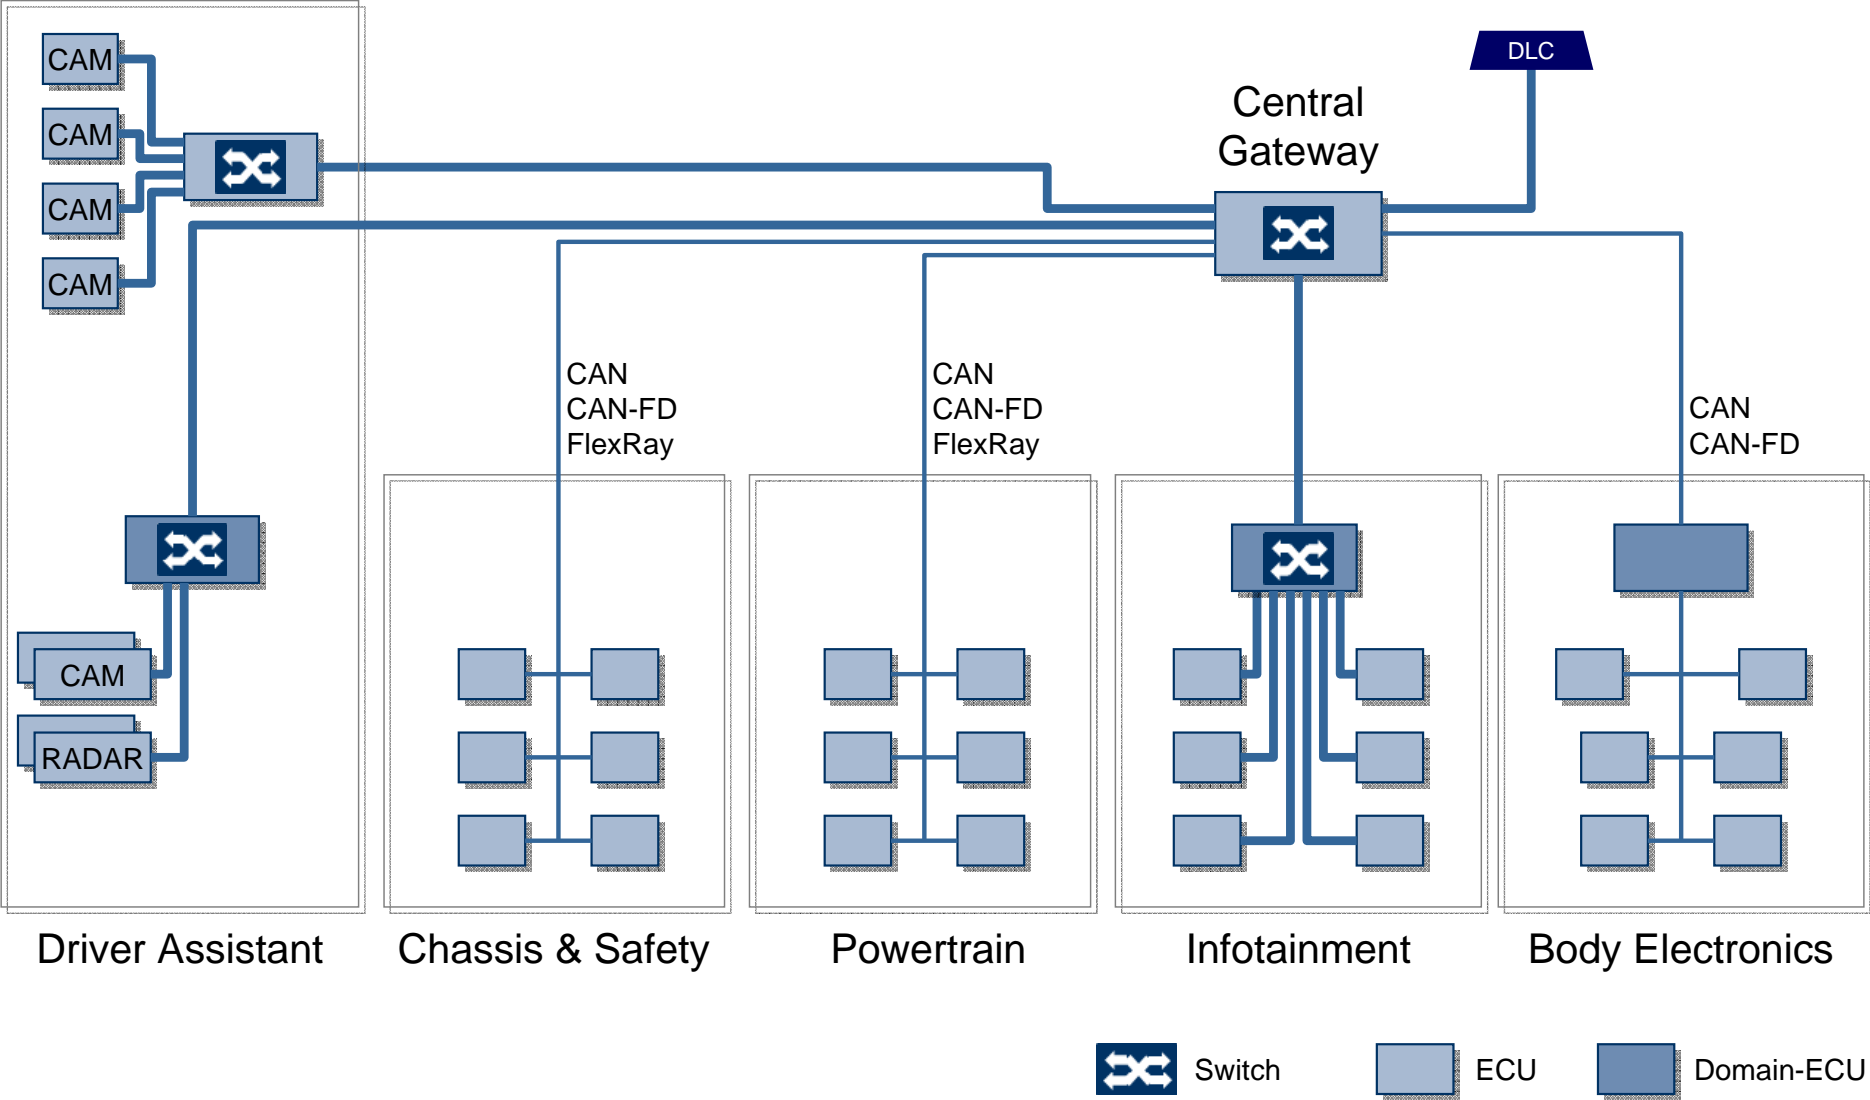 CAM
CAM
CAM
CAM
DLC
Central
Gateway
CAN
CAN-FD
FlexRay
CAN
CAN-FD
FlexRay
CAN
CAN-FD
CAM
RADAR
Driver Assistant
Chassis & Safety
Powertrain
Infotainment
Body Electronics
Switch
ECU
Domain-ECU